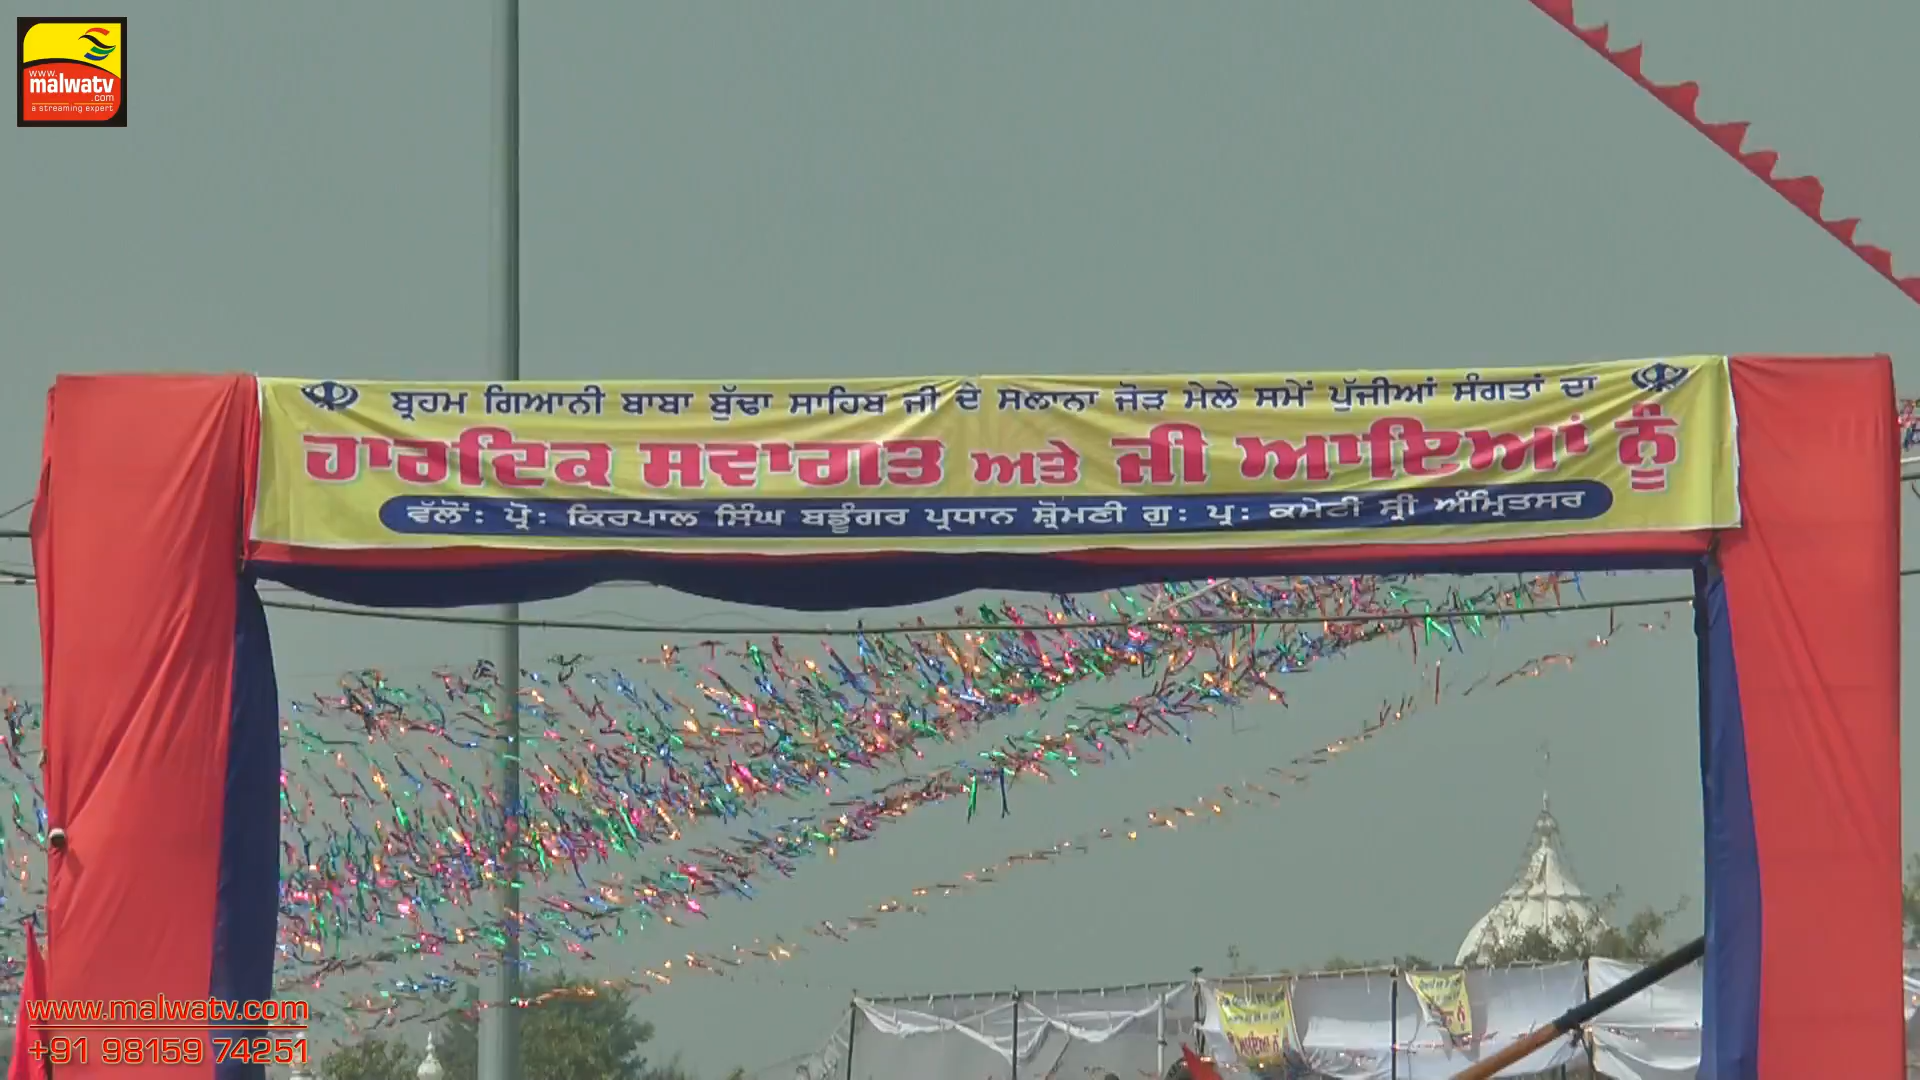 www.
malwatv
.com
a streaming expert
ਬ੍ਰਹਮ ਗਿਆਨੀ ਬਾਬਾ ਬੁੱਢਾ ਸਾਹਿਬ ਜੀ ਦੇ ਸਲਾਨਾ ਜੋੜ ਮੇਲੇ ਸਮੇਂ ਪੁੱਜੀਆਂ ਸੰਗਤਾਂ ਦਾ
ਹਾਰਦਿਕ ਸਵਾਗਤ ਅਤੇ ਜੀ ਆਇਆਂ ਨੂੰ
ਵੱਲੋਂ: ਪ੍ਰੋ: ਕਿਰਪਾਲ ਸਿੰਘ ਬਡੂੰਗਰ ਪ੍ਰਧਾਨ ਸ਼੍ਰੋਮਣੀ ਗੁ: ਪ੍ਰ: ਕਮੇਟੀ ਸ੍ਰੀ ਅੰਮ੍ਰਿਤਸਰ
www.malwatv.com
+91 98159 74251